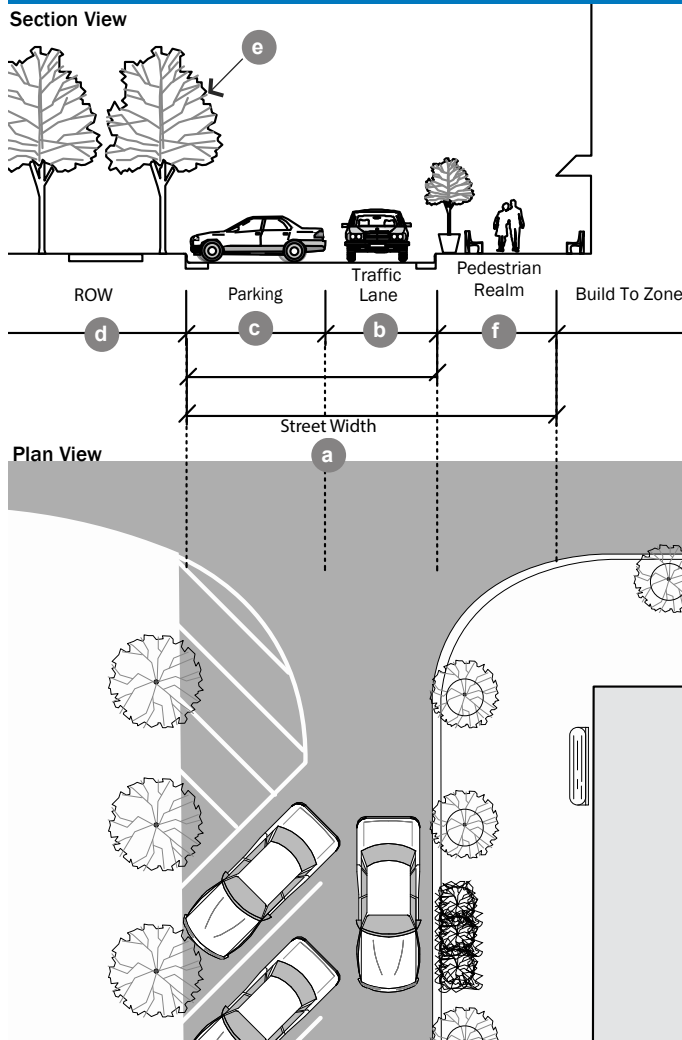 Section View
e
Traffic
Lane
Pedestrian
Realm
ROW
Parking
Build To Zone
d
c
b
f
Street Width
a
Plan View